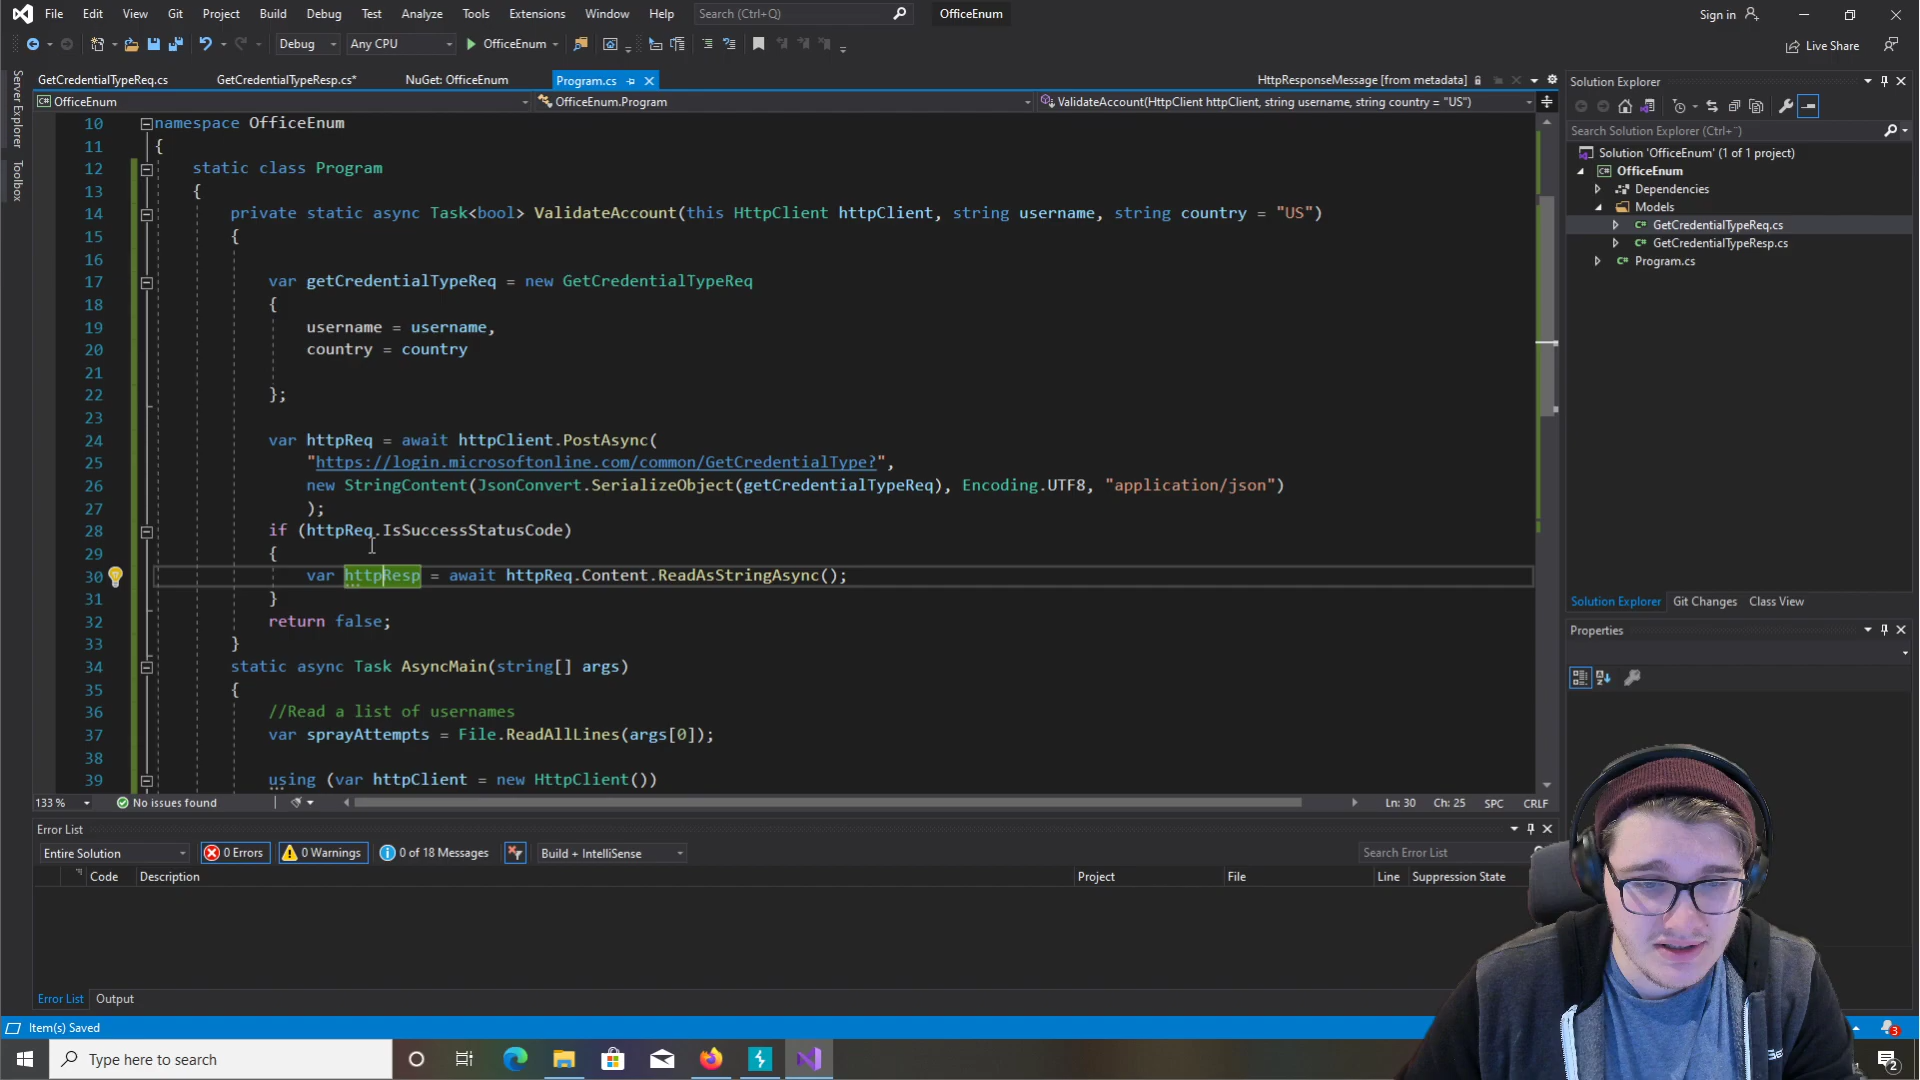 File Edit View Git Project Build Debug Test Analyze Tools Extensions Window Help Search (Ctrl+Q) OfficeEnum Sign in
Debug Any CPU OfficeEnum Live Share
GetCredentialTypeReq.cs GetCredentialTypeResp.cs* NuGet: OfficeEnum Program.cs HttpResponseMessage [from metadata]
OfficeEnum OfficeEnum.Program ValidateAccount(HttpClient httpClient, string username, string country = "US")
Server Explorer
Toolbox
10 namespace OfficeEnum
11 {
12 static class Program
13 {
14 private static async Task<bool> ValidateAccount(this HttpClient httpClient, string username, string country = "US")
15 {
16
17 var getCredentialTypeReq = new GetCredentialTypeReq
18 {
19 username = username,
20 country = country
21
22 };
23
24 var httpReq = await httpClient.PostAsync(
25 "https://login.microsoftonline.com/common/GetCredentialType?",
26 new StringContent(JsonConvert.SerializeObject(getCredentialTypeReq), Encoding.UTF8, "application/json")
27 );
28 if (httpReq.IsSuccessStatusCode)
29 {
30 var httpResp = await httpReq.Content.ReadAsStringAsync();
31 }
32 return false;
33 }
34 static async Task AsyncMain(string[] args)
35 {
36 //Read a list of usernames
37 var sprayAttempts = File.ReadAllLines(args[0]);
38
39 using (var httpClient = new HttpClient())
133 % No issues found Ln: 30 Ch: 25 SPC CRLF
Error List
Entire Solution 0 Errors 0 Warnings 0 of 18 Messages Build + IntelliSense Search Error List
Code Description Project File Line Suppression State
Error List Output
Item(s) Saved
Solution Explorer
Search Solution Explorer (Ctrl+¨)
Solution 'OfficeEnum' (1 of 1 project)
OfficeEnum
Dependencies
Models
GetCredentialTypeReq.cs
GetCredentialTypeResp.cs
Program.cs
Solution Explorer Git Changes Class View
Properties
3
Type here to search
2